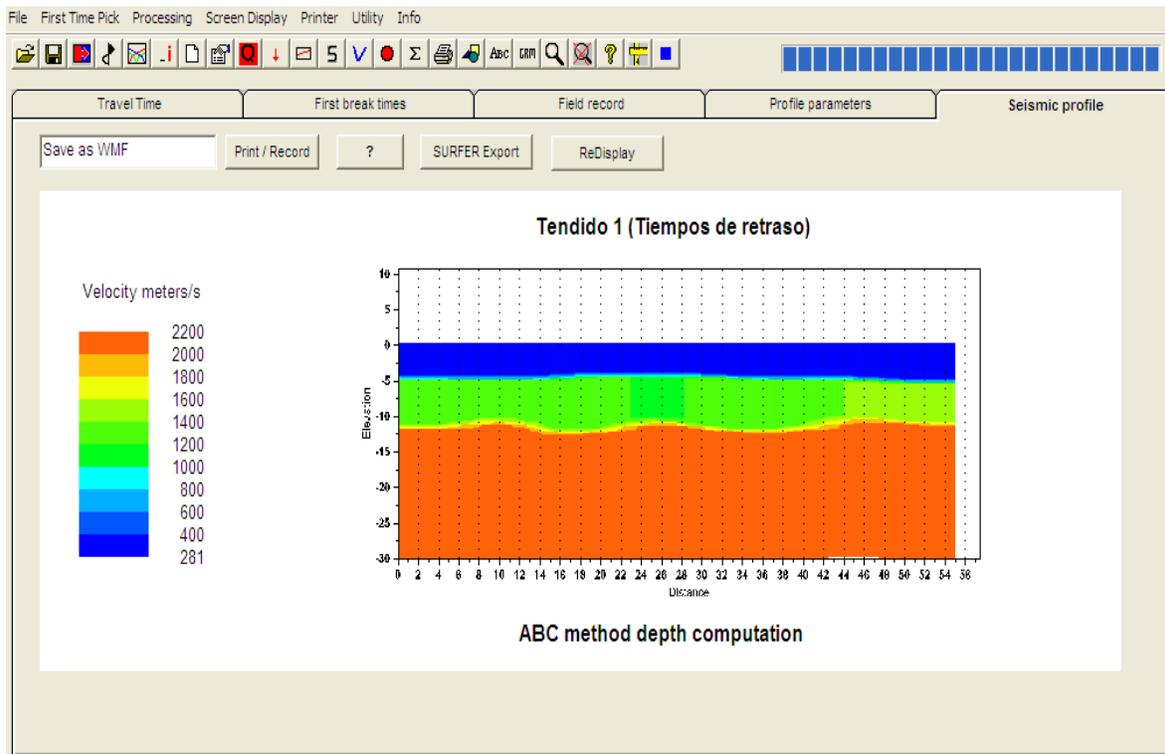 File First Time Pick Processing Screen Display Printer Utility Info
Q S V Σ ABC GRM ?
Travel Time First break times Field record Profile parameters Seismic profile
Save as WMF Print / Record ? SURFER Export ReDisplay
Tendido 1 (Tiempos de retraso)
Velocity meters/s
2200
2000
1800
1600
1400
1200
1000
800
600
400
281
Elevation
10
5
0
-5
-10
-15
-20
-25
-30
0 2 4 6 8 10 12 14 16 18 20 22 24 26 28 30 32 34 36 38 40 42 44 46 48 50 52 54 56
Distance
ABC method depth computation